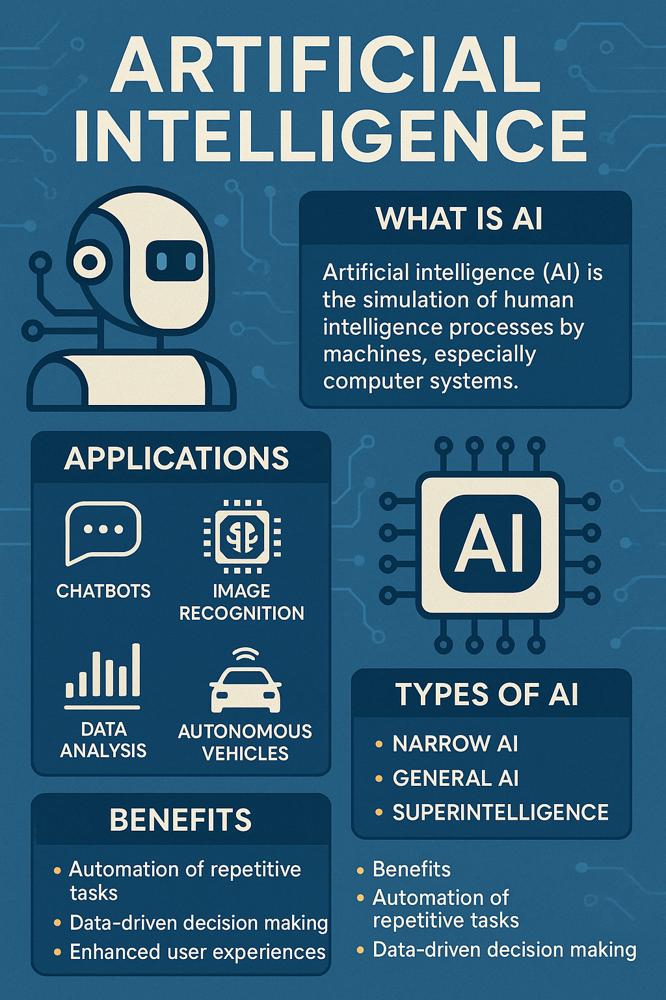 ARTIFICIAL
INTELLIGENCE
WHAT IS AI
Artificial intelligence (AI) is
the simulation of human
intelligence processes by
machines, especially
computer systems.
APPLICATIONS
CHATBOTS
IMAGE
RECOGNITION
DATA
ANALYSIS
AUTONOMOUS
VEHICLES
AI
TYPES OF AI
• NARROW AI
• GENERAL AI
• SUPERINTELLIGENCE
BENEFITS
• Automation of repetitive
tasks
• Data-driven decision making
• Enhanced user experiences
• Benefits
• Automation of
repetitive tasks
• Data-driven decision making